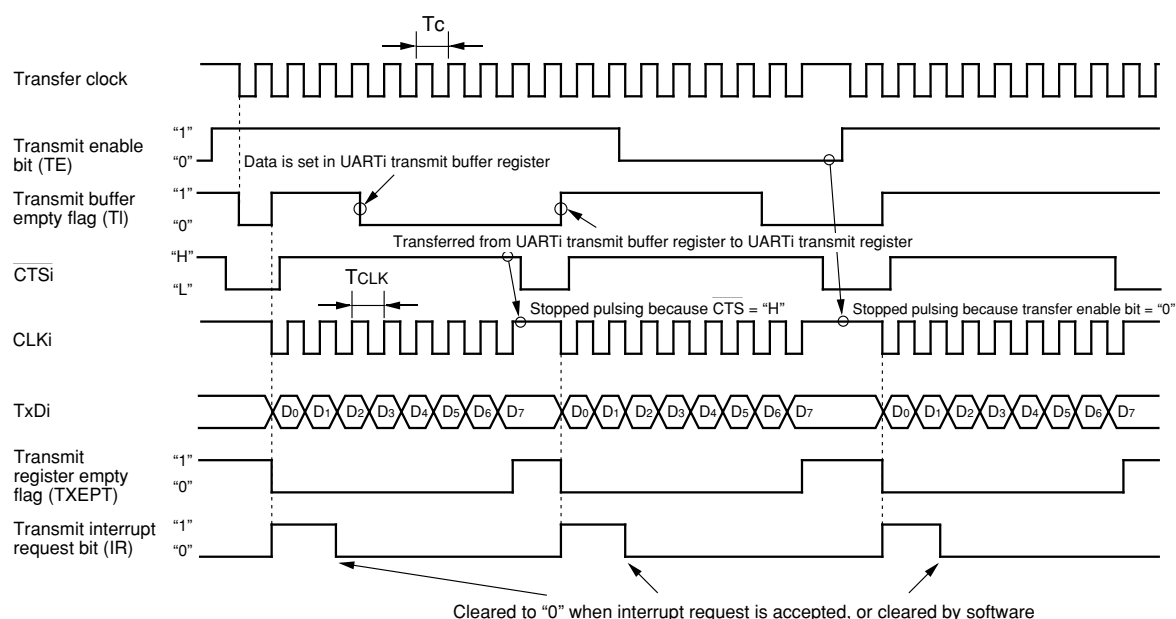 Tc
Transfer clock
Transmit enable
bit (TE)
“1”
“0”
Data is set in UARTi transmit buffer register
Transmit buffer
empty flag (Tl)
“1”
“0”
Transferred from UARTi transmit buffer register to UARTi transmit register
CTSi
“H”
“L”
TCLK
Stopped pulsing because CTS = “H”
Stopped pulsing because transfer enable bit = “0”
CLKi
TxDi
D0 D1 D2 D3 D4 D5 D6 D7 D0 D1 D2 D3 D4 D5 D6 D7 D0 D1 D2 D3 D4 D5 D6 D7
Transmit
register empty
flag (TXEPT)
“1”
“0”
Transmit interrupt
request bit (IR)
“1”
“0”
Cleared to “0” when interrupt request is accepted, or cleared by software